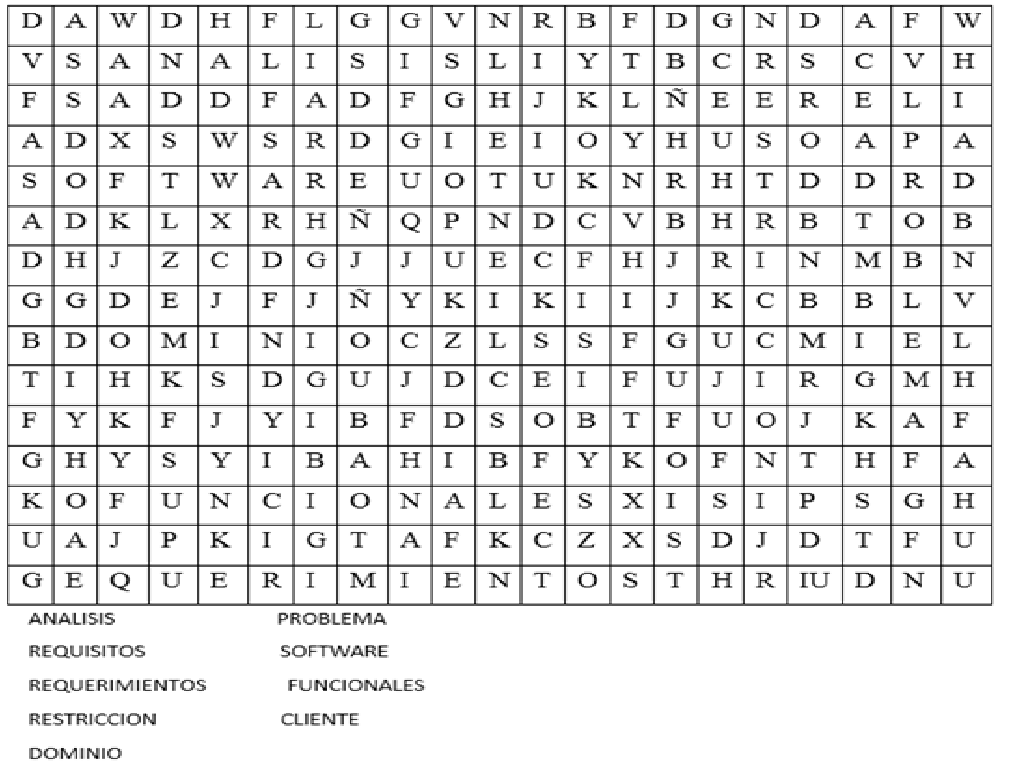 D A W D H F L G G V N R B F D G N D A F W
V S A N A L I S I S L I Y T B C R S C V H
F S A D D F A D F G H J K L Ñ E E R E L I
A D X S W S R D G I E I O Y H U S O A P A
S O F T W A R E U O T U K N R H T D D R D
A D K L X R H Ñ Q P N D C V B H R B T O B
D H J Z C D G J J U E C F H J R I N M B N
G G D E J F J Ñ Y K I K I I J K C B B L V
B D O M I N I O C Z L S S F G U C M I E L
T I H K S D G U J D C E I F U J I R G M H
F Y K F J Y I B F D S O B T F U O J K A F
G H Y S Y I B A H I B F Y K O F N T H F A
K O F U N C I O N A L E S X I S I P S G H
U A J P K I G T A F K C Z X S D J D T F U
G E Q U E R I M I E N T O S T H R IU D N U
ANALISIS PROBLEMA
REQUISITOS SOFTWARE
REQUERIMIENTOS FUNCIONALES
RESTRICCION CLIENTE
DOMINIO